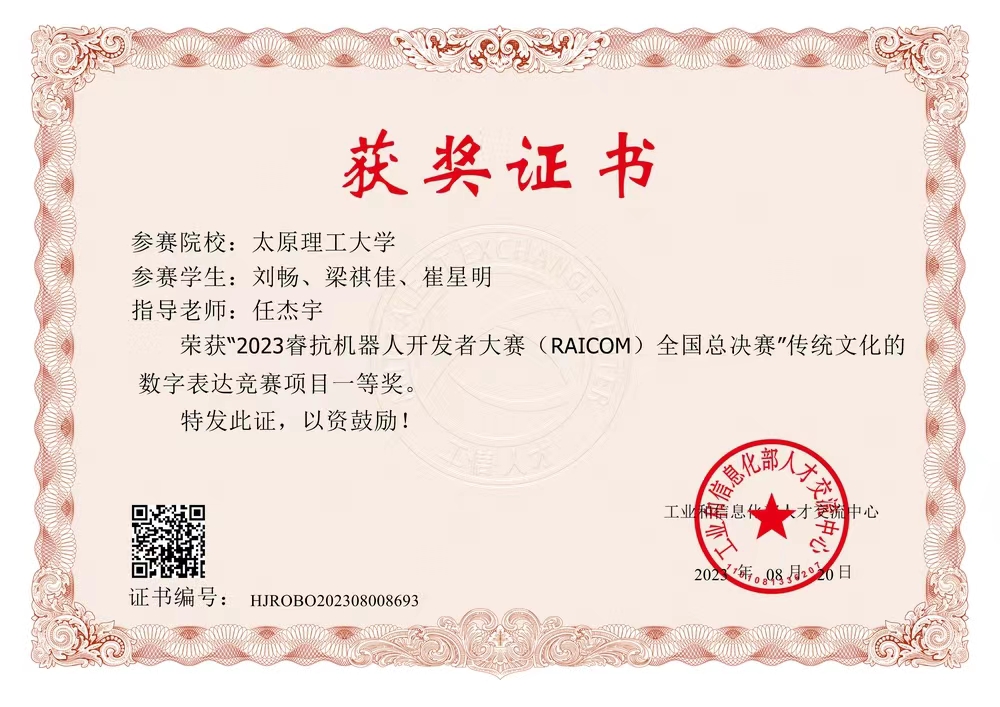 获奖证书
参赛院校：太原理工大学
参赛学生：刘畅、梁祺佳、崔星明
指导老师：任杰宇
荣获“2023睿抗机器人开发者大赛（RAICOM）全国总决赛”传统文化的
数字表达竞赛项目一等奖。
特发此证，以资鼓励！
工业和信息化部人才交流中心
工业和信息化部人才交流中心
2023 年 08 月 20 日
证书编号： HJROBO202308008693